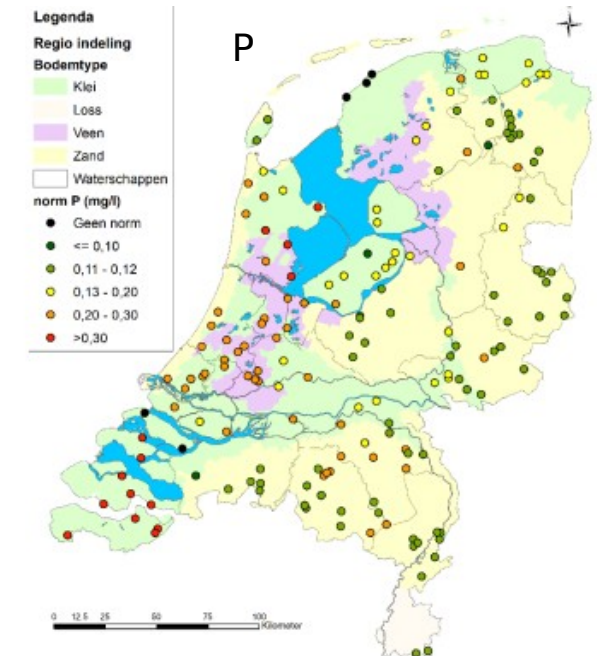 Legenda
P
Regio indeling
Bodemtype
Klei
Loss
Veen
Zand
Waterschappen
norm P (mg/l)
Geen norm
<= 0,10
0,11 - 0,12
0,13 - 0,20
0,20 - 0,30
>0,30
0 12.5 25 50 75 100
Kilometer